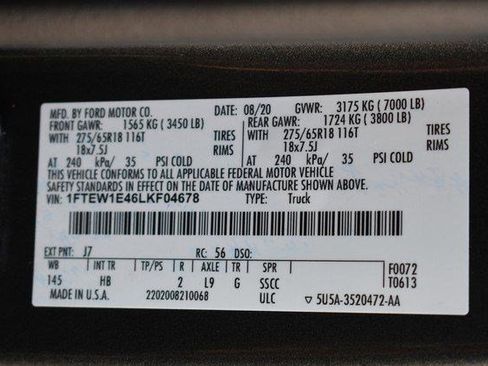 MFD. BY FORD MOTOR CO. DATE: 08/20 GVWR: 3175 KG ( 7000 LB)
FRONT GAWR: 1565 KG ( 3450 LB) REAR GAWR: 1724 KG ( 3800 LB)
WITH 275/65R18 116T TIRES WITH 275/65R18 116T TIRES
18x7.5J RIMS 18x7.5J RIMS
AT 240 kPa/ 35 PSI COLD AT 240 kPa/ 35 PSI COLD
THIS VEHICLE CONFORMS TO ALL APPLICABLE FEDERAL MOTOR VEHICLE
SAFETY STANDARDS IN EFFECT ON THE DATE OF MANUFACTURE SHOWN ABOVE.
VIN: 1FTEW1E46LKF04678 TYPE: Truck
EXT PNT: J7 RC: 56 DSO:
WB INT TR TP/PS R AXLE TR SPR F0072
145 HB 2 L9 G SSCC T0613
MADE IN U.S.A. 2202008210068 ULC ▽ 5U5A-3520472-AA